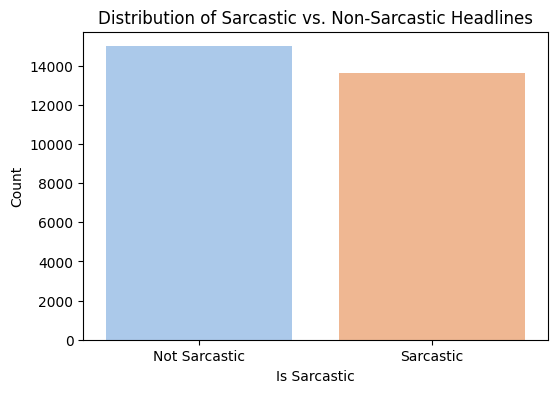 Distribution of Sarcastic vs. Non-Sarcastic Headlines
14000
12000
10000
8000
6000
4000
2000
0
Count
Not Sarcastic
Sarcastic
Is Sarcastic